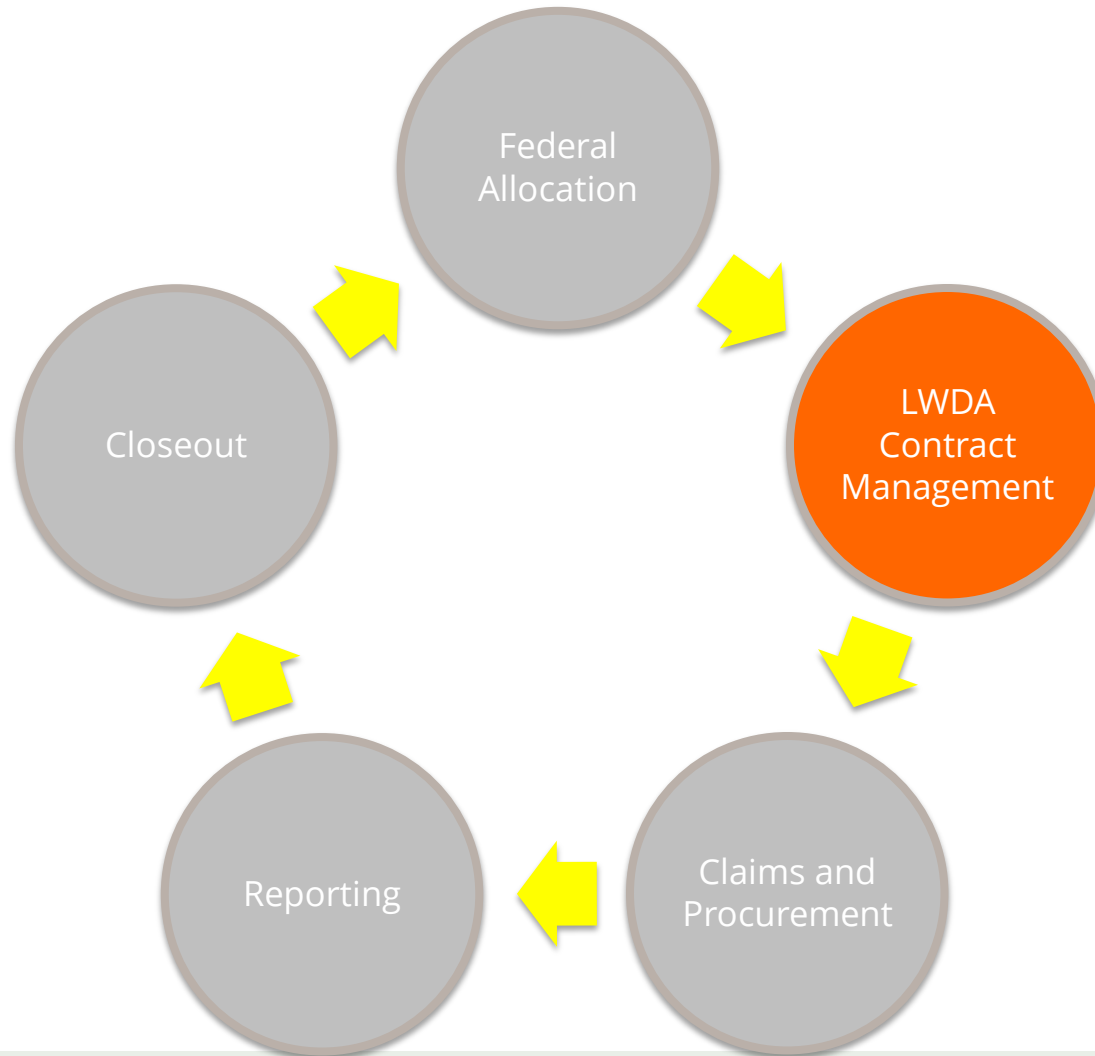 Federal
Allocation
LWDA
Contract
Management
Claims and
Procurement
Reporting
Closeout